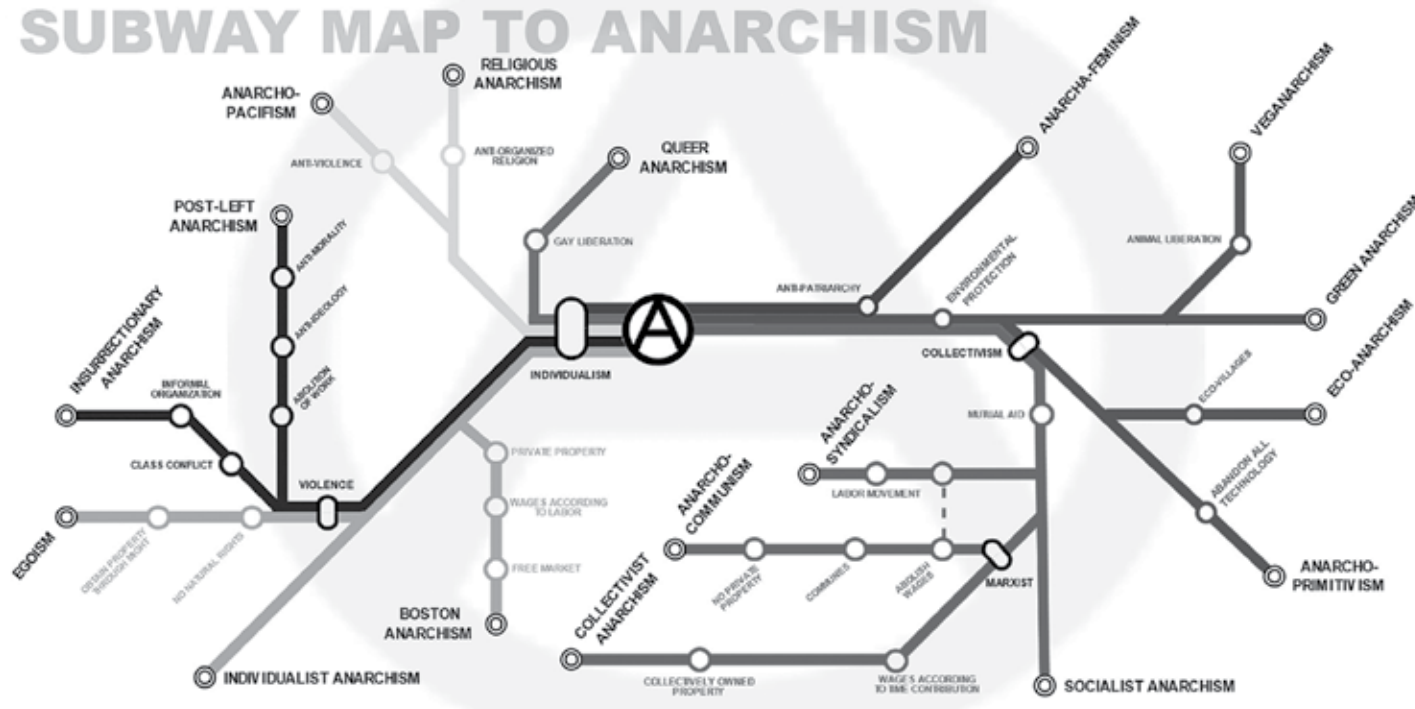 SUBWAY MAP TO ANARCHISM
RELIGIOUS
ANARCHISM
ANARCHO-
PACIFISM
ANTI-VIOLENCE
ANTI-ORGANIZED
RELIGION
QUEER
ANARCHISM
GAY LIBERATION
ANARCHA-FEMINISM
VEGANARCHISM
ANIMAL LIBERATION
GREEN ANARCHISM
POST-LEFT
ANARCHISM
ANTI-MORALITY
ANTI-IDEOLOGY
ABOLITION
OF WORK
ANTI-PATRIARCHY
ENVIRONMENTAL
PROTECTION
INSURRECTIONARY
ANARCHISM
INFORMAL
ORGANIZATION
CLASS CONFLICT
VIOLENCE
INDIVIDUALISM
A
COLLECTIVISM
ECO-ANARCHISM
ECO-VILLAGES
MUTUAL AID
ANARCHO-
SYNDICALISM
LABOR MOVEMENT
ABANDON ALL
TECHNOLOGY
PRIVATE PROPERTY
WAGES ACCORDING
TO LABOR
FREE MARKET
BOSTON
ANARCHISM
EGOISM
OBTAIN PROPERTY
THROUGH MIGHT
NO NATURAL RIGHTS
INDIVIDUALIST ANARCHISM
ANARCHO-
COMMUNISM
NO PRIVATE
PROPERTY
COMMUNES
ABOLISH
WAGES
MARXIST
ANARCHO-
PRIMITIVISM
COLLECTIVIST
ANARCHISM
COLLECTIVELY OWNED
PROPERTY
WAGES ACCORDING
TO TIME CONTRIBUTION
SOCIALIST ANARCHISM